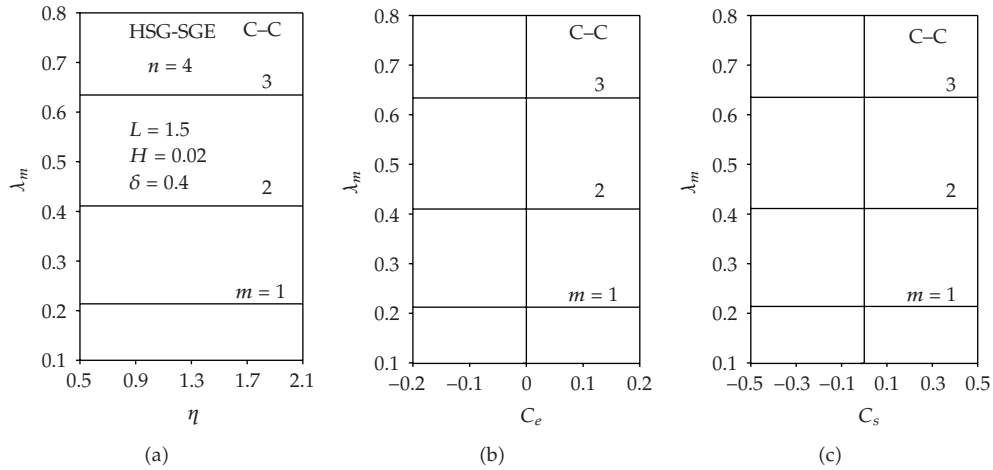 0.8
0.7
0.6
0.5
0.4
0.3
0.2
0.1
λm
HSG-SGE C–C
n = 4
3
L = 1.5
H = 0.02
δ = 0.4
2
m = 1
0.5 0.9 1.3 1.7 2.1
η
(a)
0.8
0.7
0.6
0.5
0.4
0.3
0.2
0.1
λm
C–C
3
2
m = 1
−0.2 −0.1 0 0.1 0.2
Ce
(b)
0.8
0.7
0.6
0.5
0.4
0.3
0.2
0.1
λm
C–C
3
2
m = 1
−0.5 −0.3 −0.1 0.1 0.3 0.5
Cs
(c)